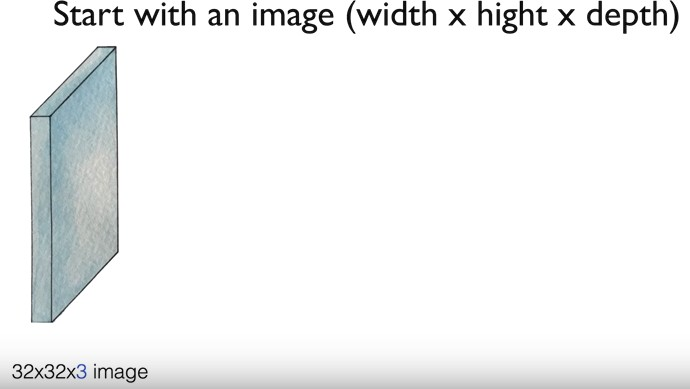 Start with an image (width x hight x depth)
32x32x3 image